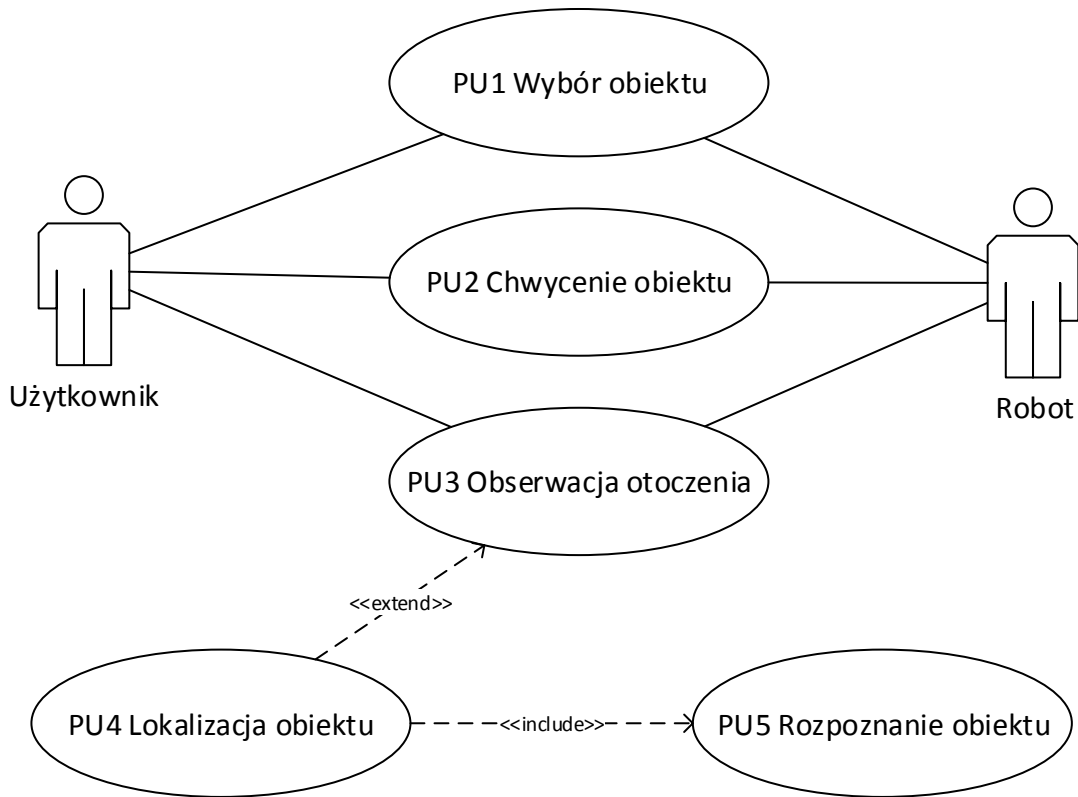 PU1 Wybór obiektu
PU2 Chwycenie obiektu
Użytkownik
Robot
PU3 Obserwacja otoczenia
<<extend>>
PU4 Lokalizacja obiektu
<<include>>
PU5 Rozpoznanie obiektu